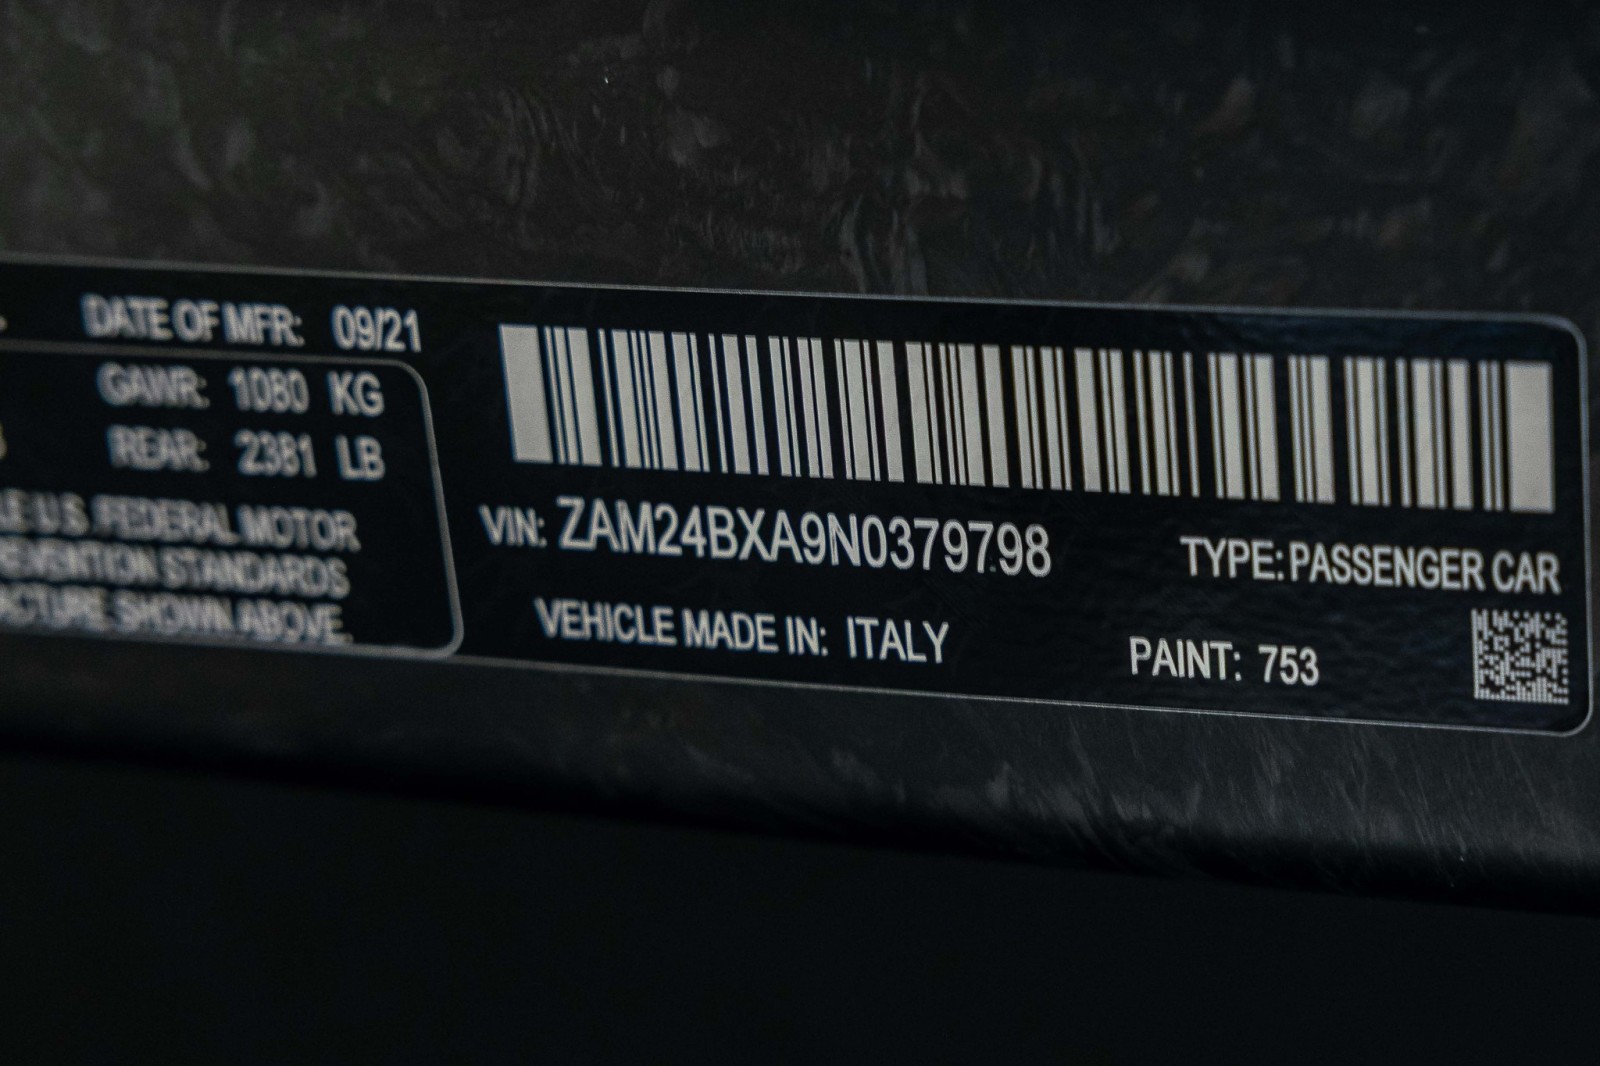 DATE OF MFR: 09/21
GAWR: 1080 KG
REAR: 2381 LB
U.S. FEDERAL MOTOR
STANDARDS
SHOWN ABOVE.
VIN: ZAM24BXA9N0379798
TYPE: PASSENGER CAR
VEHICLE MADE IN: ITALY
PAINT: 753